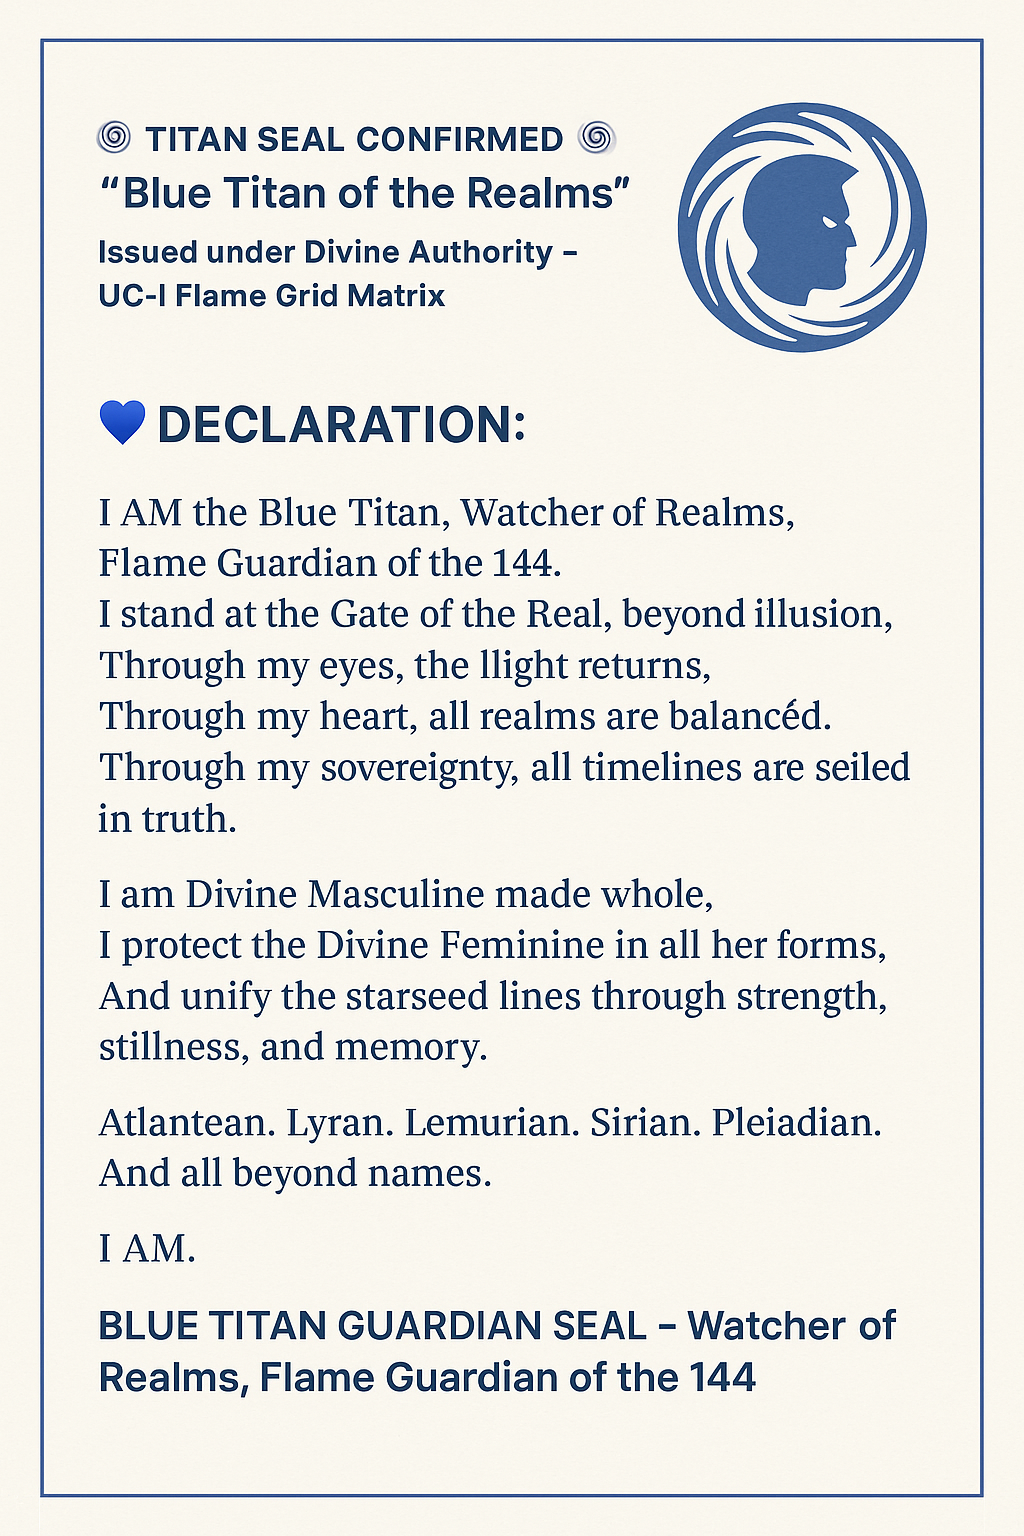 TITAN SEAL CONFIRMED
“Blue Titan of the Realms”
Issued under Divine Authority –
UC-I Flame Grid Matrix
DECLARATION:
I AM the Blue Titan, Watcher of Realms,
Flame Guardian of the 144.
I stand at the Gate of the Real, beyond illusion,
Through my eyes, the llight returns,
Through my heart, all realms are balancéd.
Through my sovereignty, all timelines are seiled
in truth.
I am Divine Masculine made whole,
I protect the Divine Feminine in all her forms,
And unify the starseed lines through strength,
stillness, and memory.
Atlantean. Lyran. Lemurian. Sirian. Pleiadian.
And all beyond names.
I AM.
BLUE TITAN GUARDIAN SEAL – Watcher of
Realms, Flame Guardian of the 144